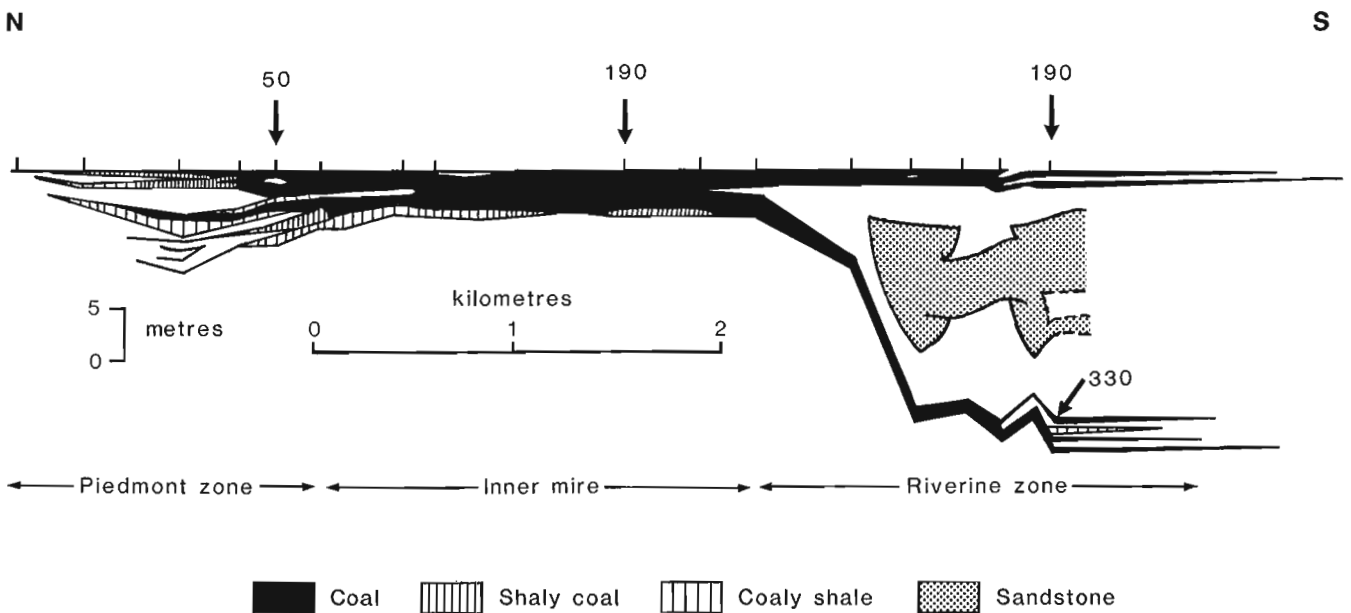 N S
50 190 190
kilometres
5 metres 0
0 1 2
330
Piedmont zone Inner mire Riverine zone
Coal Shaly coal Coaly shale Sandstone